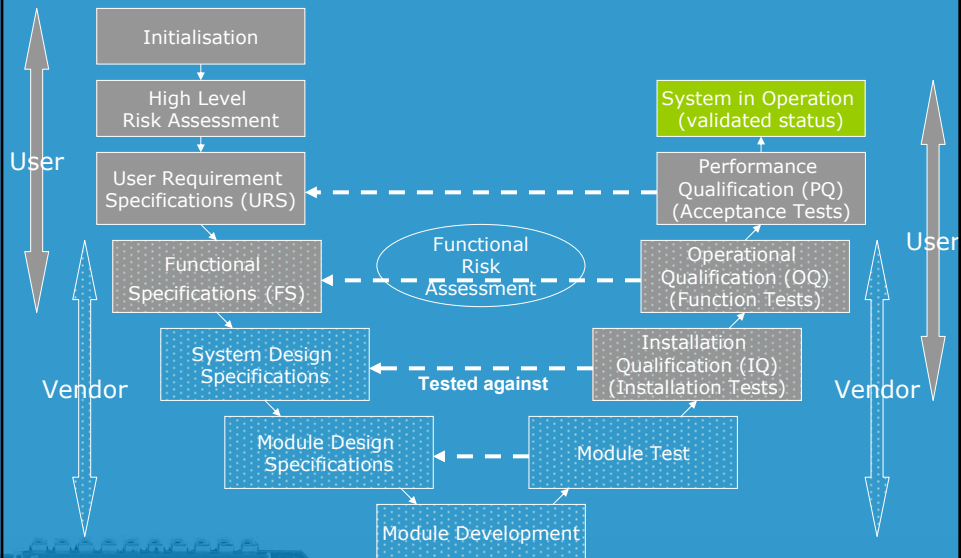 Initialisation
High Level
Risk Assessment
User
User Requirement
Specifications (URS)
Functional
Specifications (FS)
System Design
Specifications
Vendor
Module Design
Specifications
Module Development
Functional
Risk
Assessment
Tested against
System in Operation
(validated status)
Performance
Qualification (PQ)
(Acceptance Tests)
User
Operational
Qualification (OQ)
(Function Tests)
Installation
Qualification (IQ)
(Installation Tests)
Vendor
Module Test